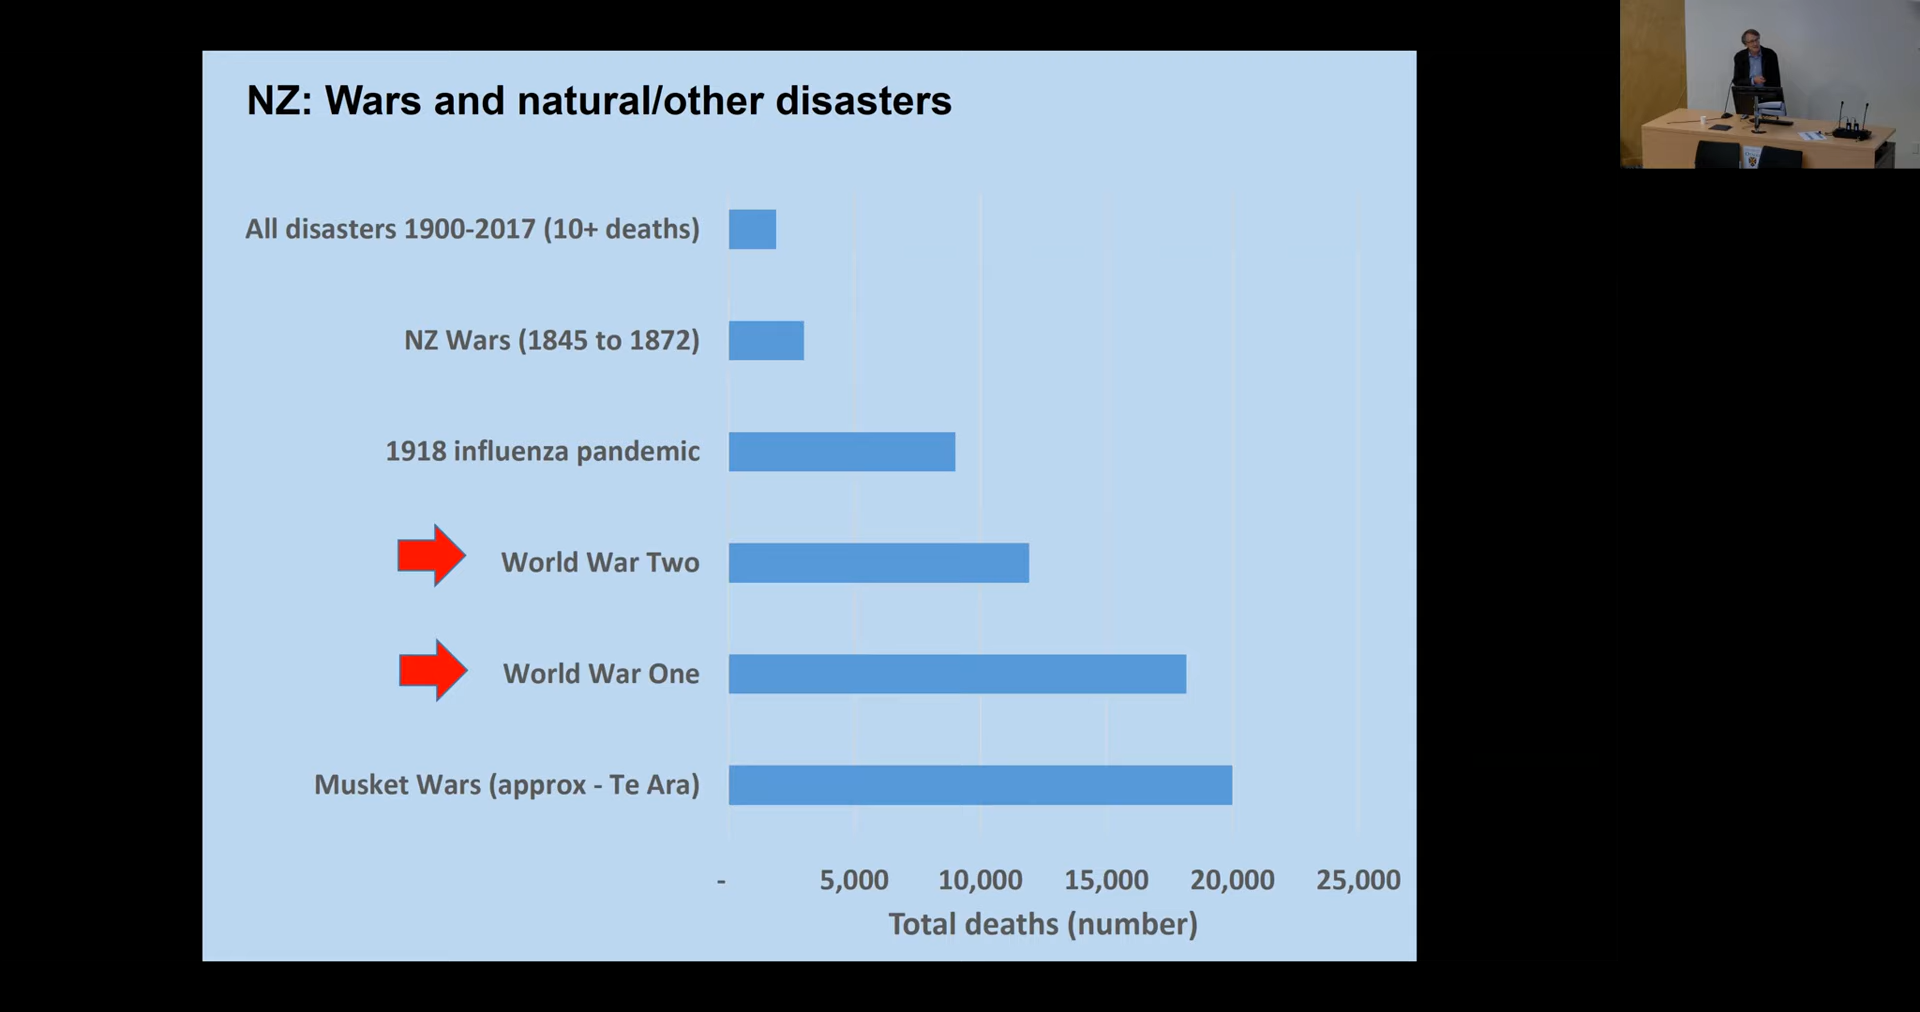 NZ: Wars and natural/other disasters
All disasters 1900-2017 (10+ deaths)
NZ Wars (1845 to 1872)
1918 influenza pandemic
World War Two
World War One
Musket Wars (approx - Te Ara)
- 5,000 10,000 15,000 20,000 25,000
Total deaths (number)